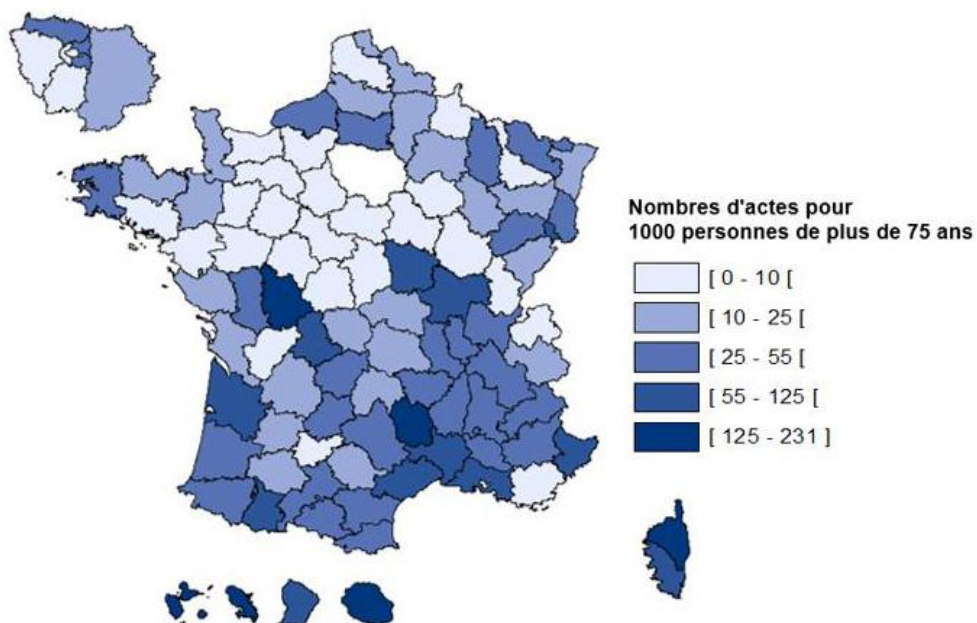 Nombres d'actes pour
1000 personnes de plus de 75 ans
[ 0 - 10 [
[ 10 - 25 [
[ 25 - 55 [
[ 55 - 125 [
[ 125 - 231 ]